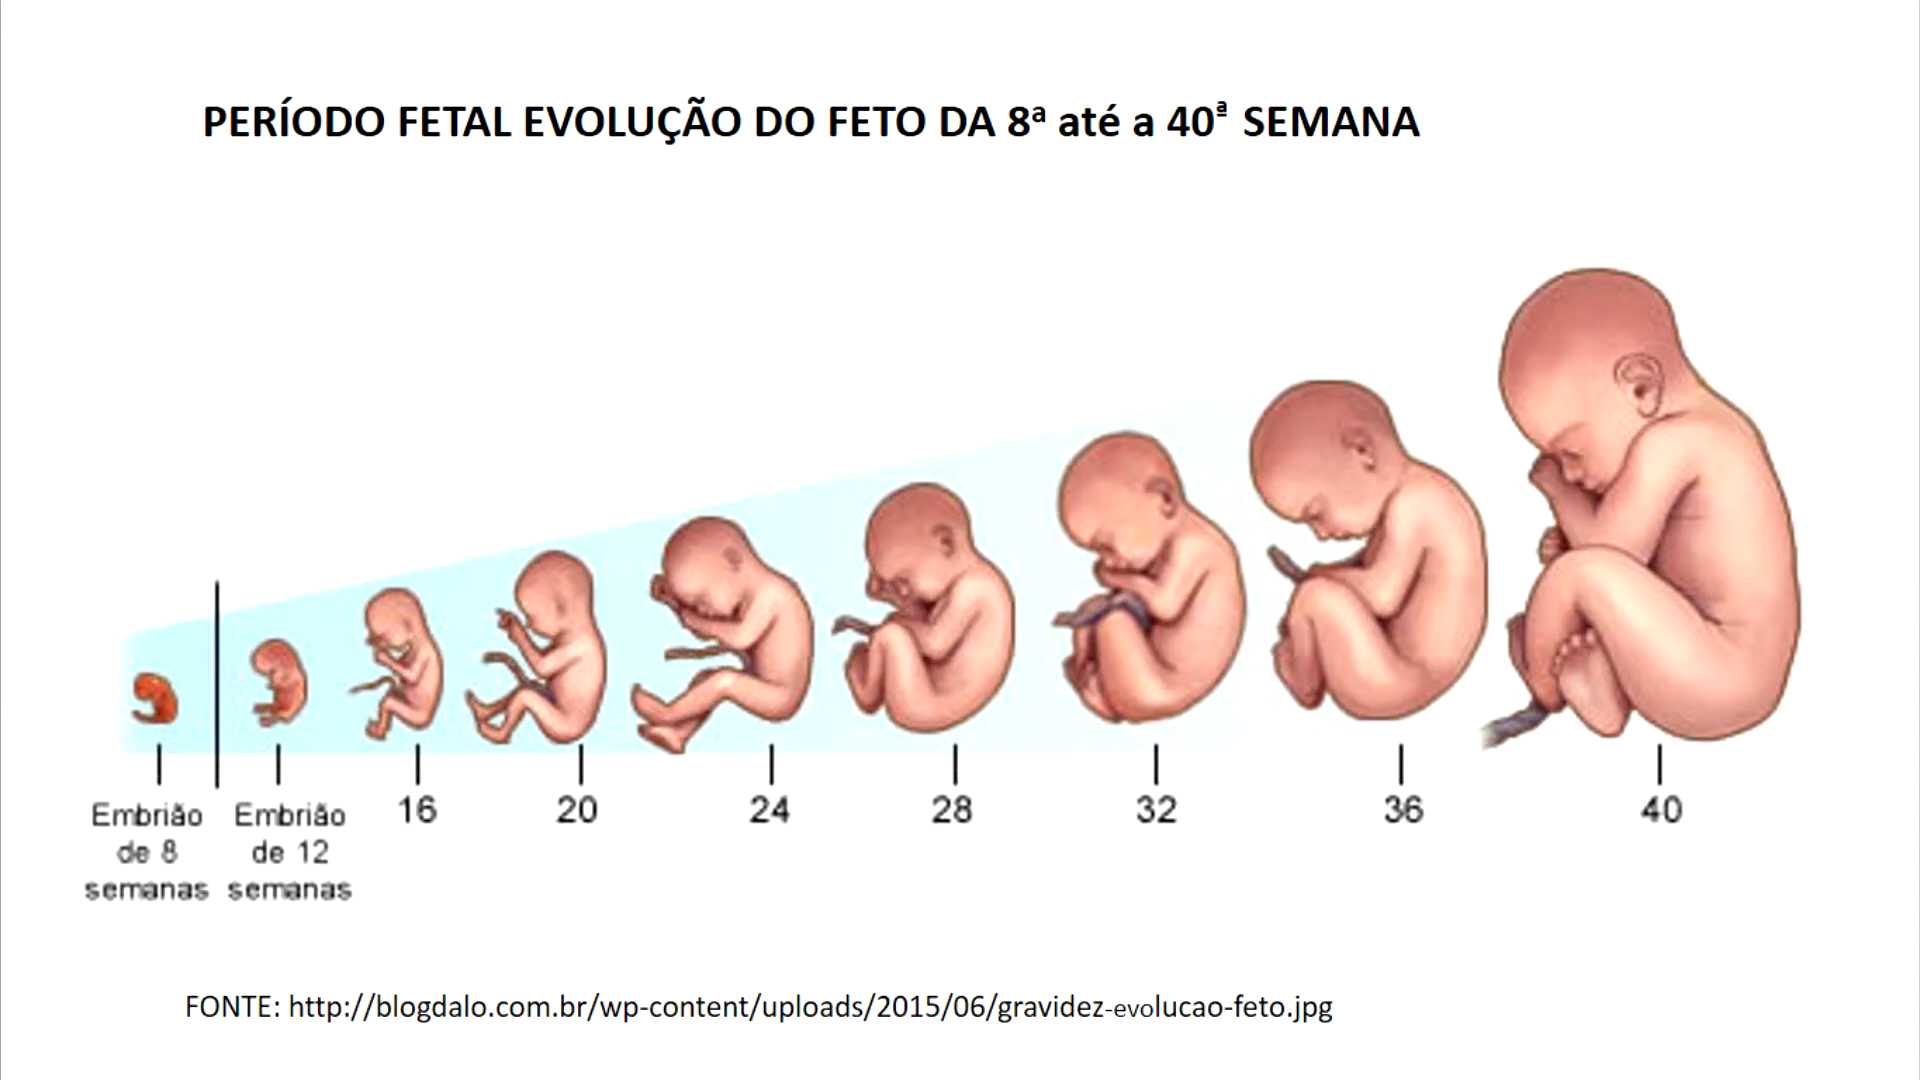 PERÍODO FETAL EVOLUÇÃO DO FETO DA 8ª até a 40ª SEMANA
Embrião de 8 semanas
Embrião de 12 semanas
16
20
24
28
32
36
40
FONTE: http://blogdalo.com.br/wp-content/uploads/2015/06/gravidez-evolucao-feto.jpg